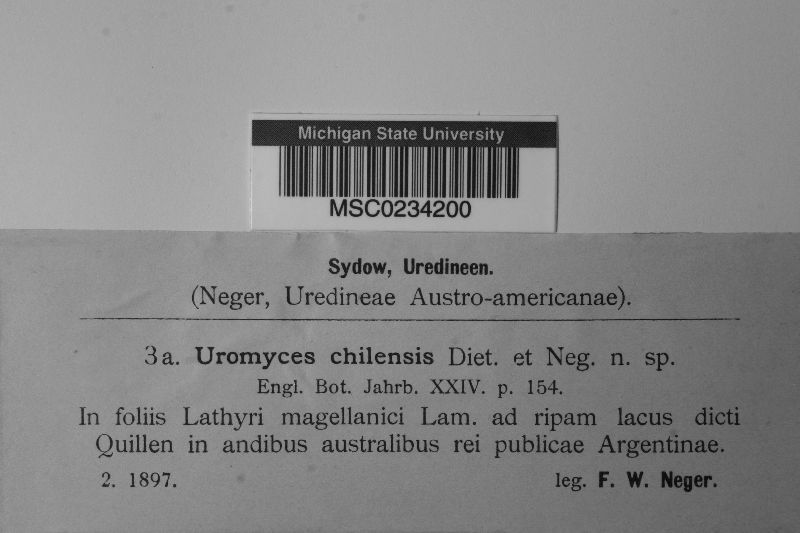 Michigan State University
MSC0234200
Sydow, Uredineen.
(Neger, Uredineae Austro-americanae).
3a. Uromyces chilensis Diet. et Neg. n. sp.
Engl. Bot. Jahrb. XXIV. p. 154.
In foliis Lathyri magellanici Lam. ad ripam lacus dicti
Quillen in andibus australibus rei publicae Argentinae.
2. 1897. leg. F. W. Neger.